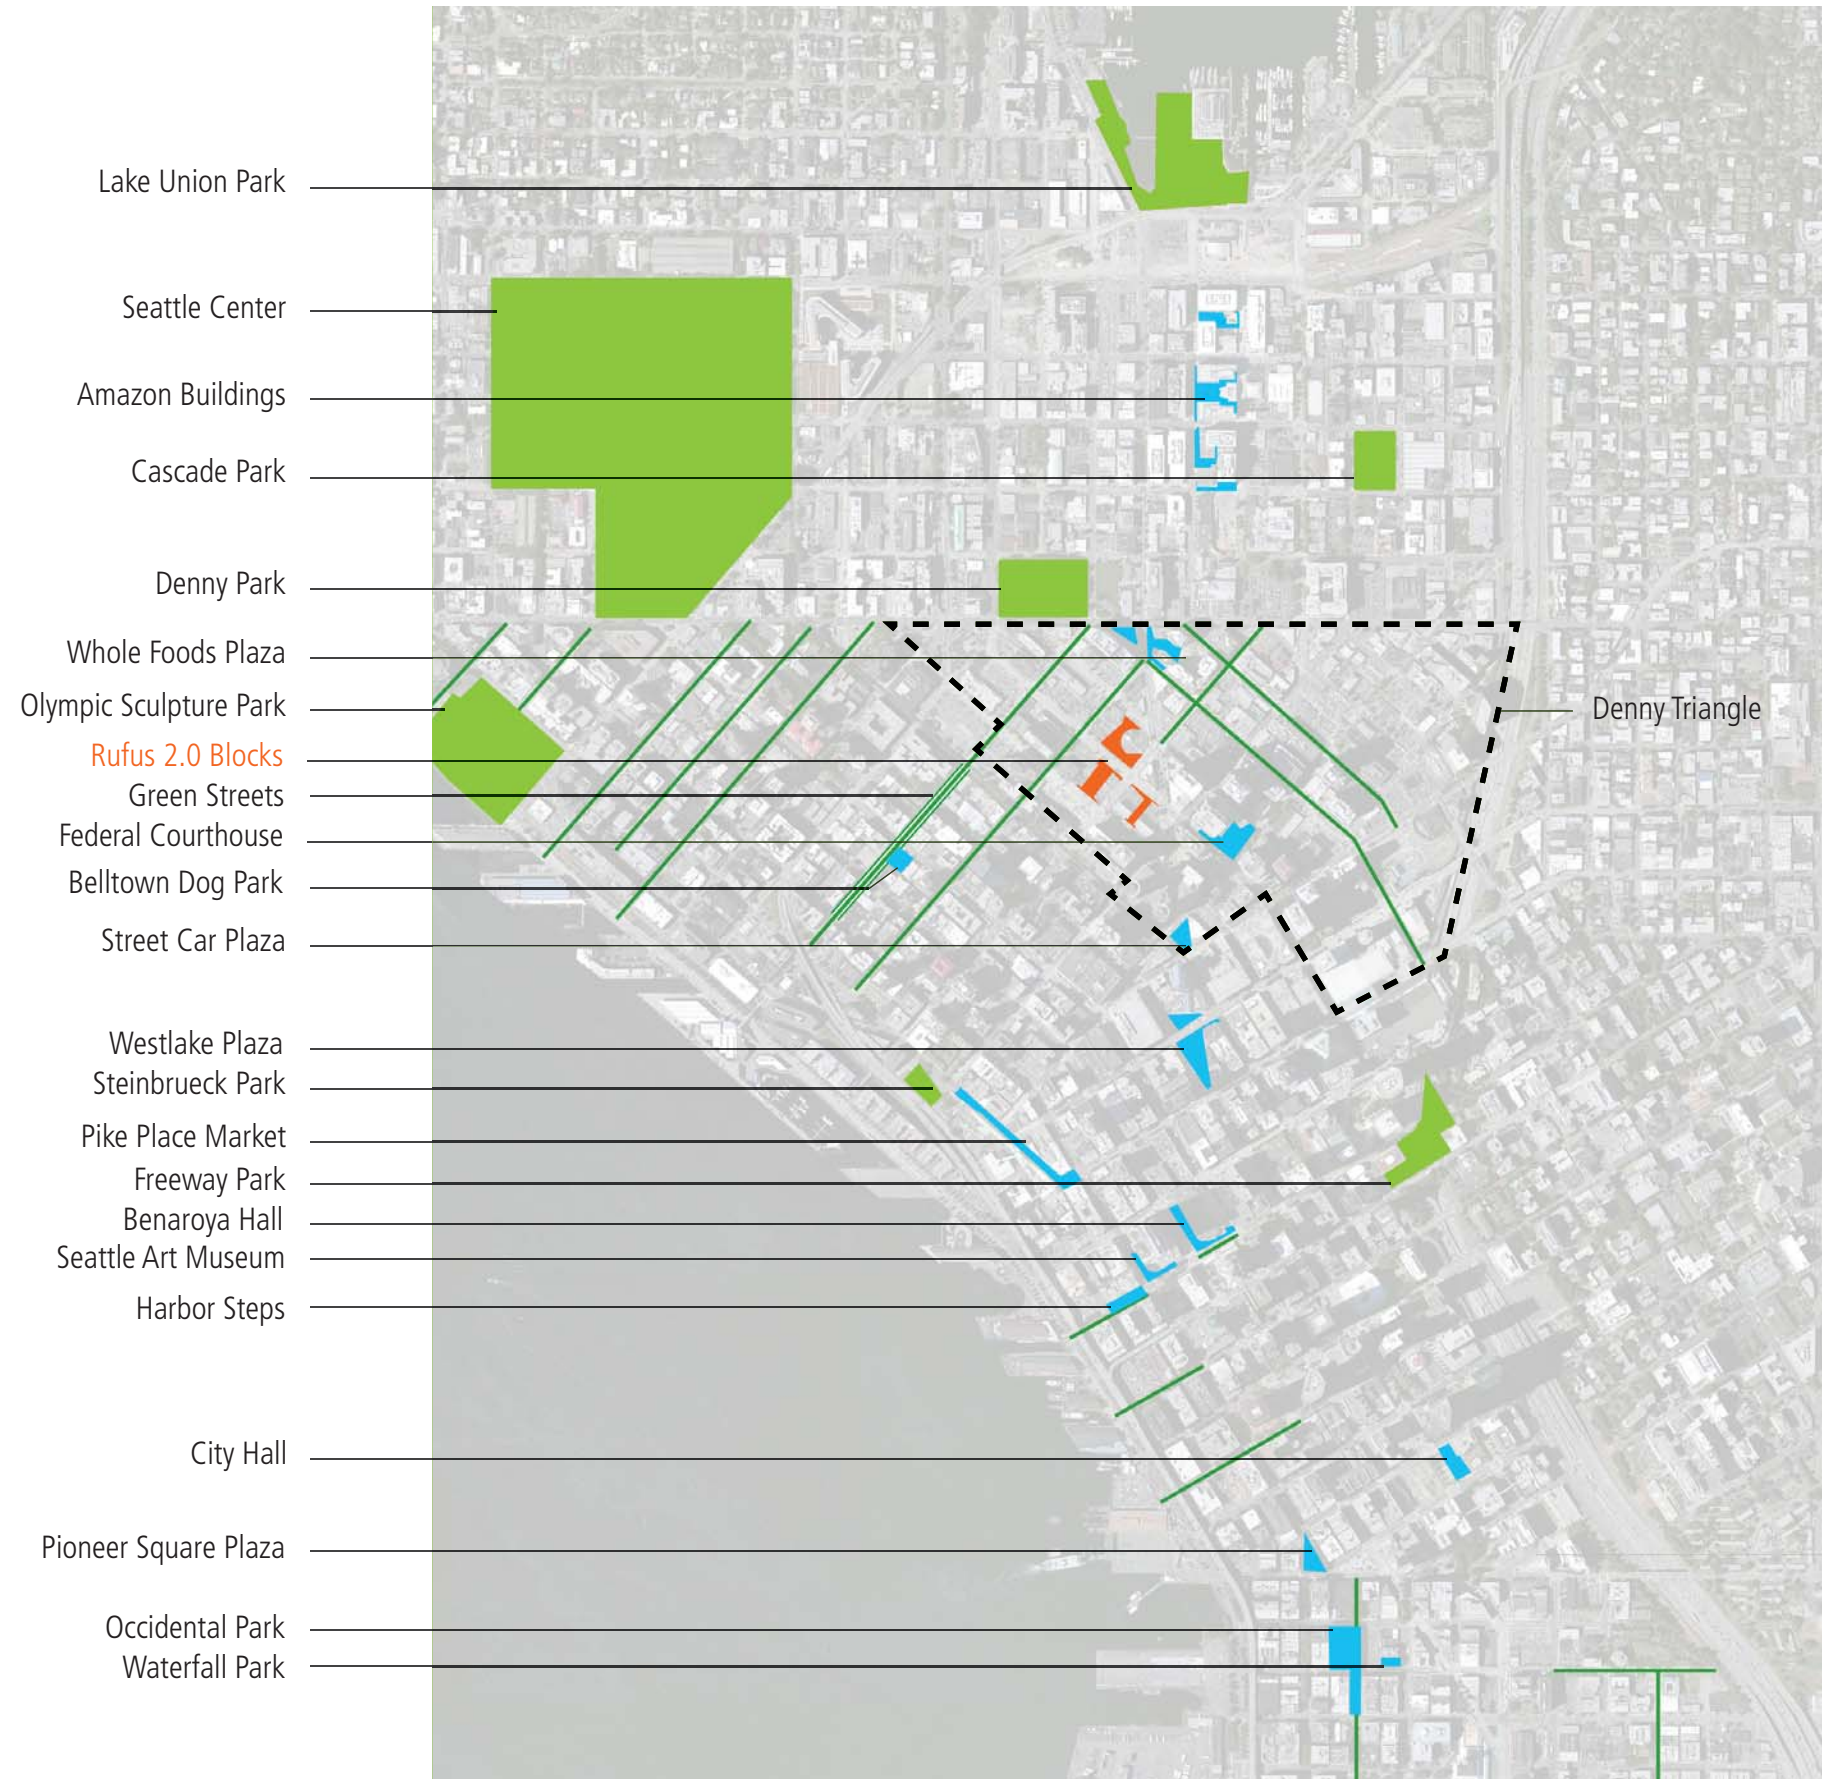 Lake Union Park
Seattle Center
Amazon Buildings
Cascade Park
Denny Park
Whole Foods Plaza
Olympic Sculpture Park
Denny Triangle
Rufus 2.0 Blocks
Green Streets
Federal Courthouse
Belltown Dog Park
Street Car Plaza
Westlake Plaza
Steinbrueck Park
Pike Place Market
Freeway Park
Benaroya Hall
Seattle Art Museum
Harbor Steps
City Hall
Pioneer Square Plaza
Occidental Park
Waterfall Park